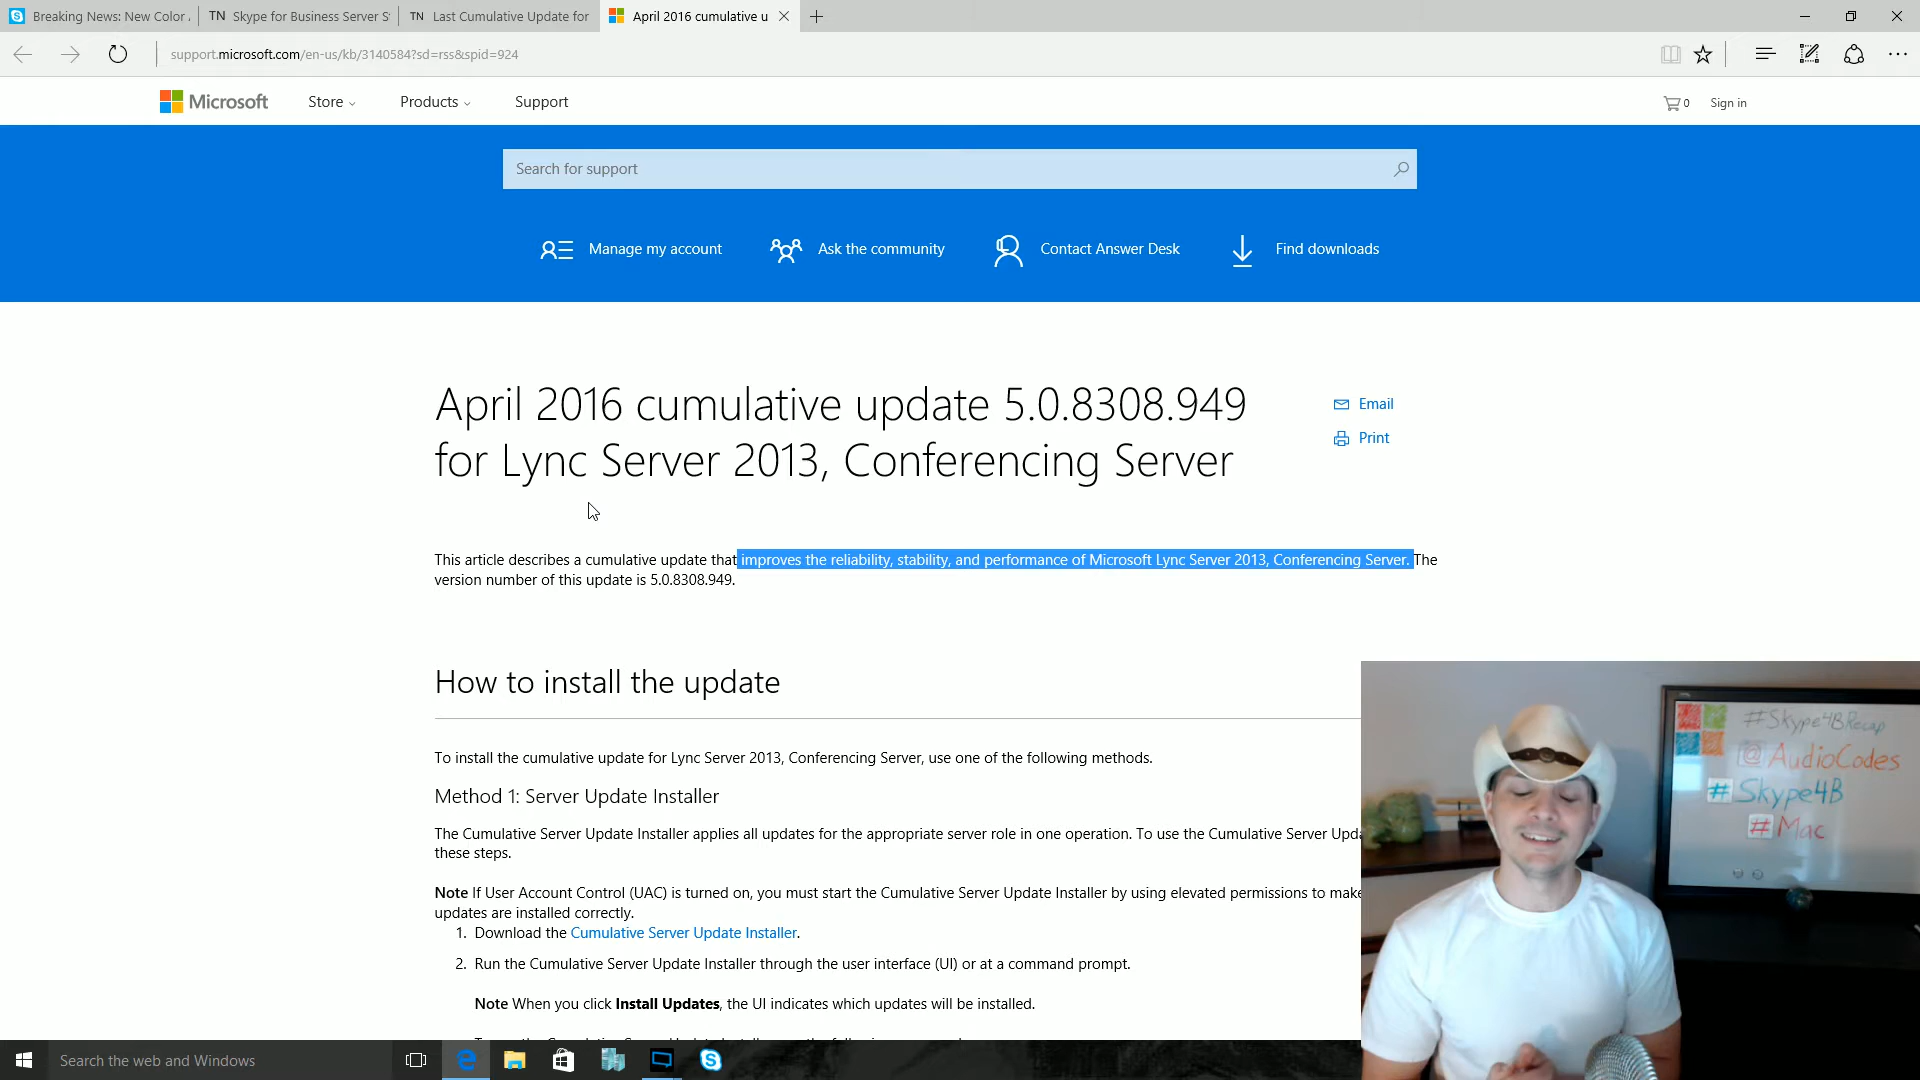 Breaking News: New Color
TN Skype for Business Server S
TN Last Cumulative Update for
April 2016 cumulative u
support.microsoft.com/en-us/kb/3140584?sd=rss&spid=924
Microsoft Store Products Support 0 Sign in
Search for support
Manage my account Ask the community Contact Answer Desk Find downloads
April 2016 cumulative update 5.0.8308.949
for Lync Server 2013, Conferencing Server
Email
Print
This article describes a cumulative update that improves the reliability, stability, and performance of Microsoft Lync Server 2013, Conferencing Server. The
version number of this update is 5.0.8308.949.
How to install the update
To install the cumulative update for Lync Server 2013, Conferencing Server, use one of the following methods.
Method 1: Server Update Installer
The Cumulative Server Update Installer applies all updates for the appropriate server role in one operation. To use the Cumulative Server Upda
these steps.
Note If User Account Control (UAC) is turned on, you must start the Cumulative Server Update Installer by using elevated permissions to make
updates are installed correctly.
1. Download the Cumulative Server Update Installer.
2. Run the Cumulative Server Update Installer through the user interface (UI) or at a command prompt.
Note When you click Install Updates, the UI indicates which updates will be installed.
#Skype4BRecap
@AudioCodes
#Skype4B
#Mac
Search the web and Windows